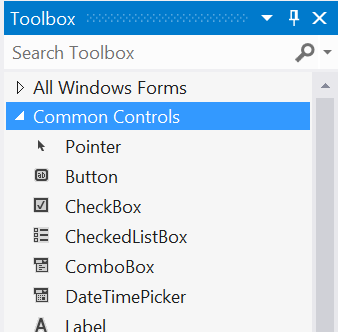 Toolbox
Search Toolbox
All Windows Forms
Common Controls
Pointer
Button
CheckBox
CheckedListBox
ComboBox
DateTimePicker
Label